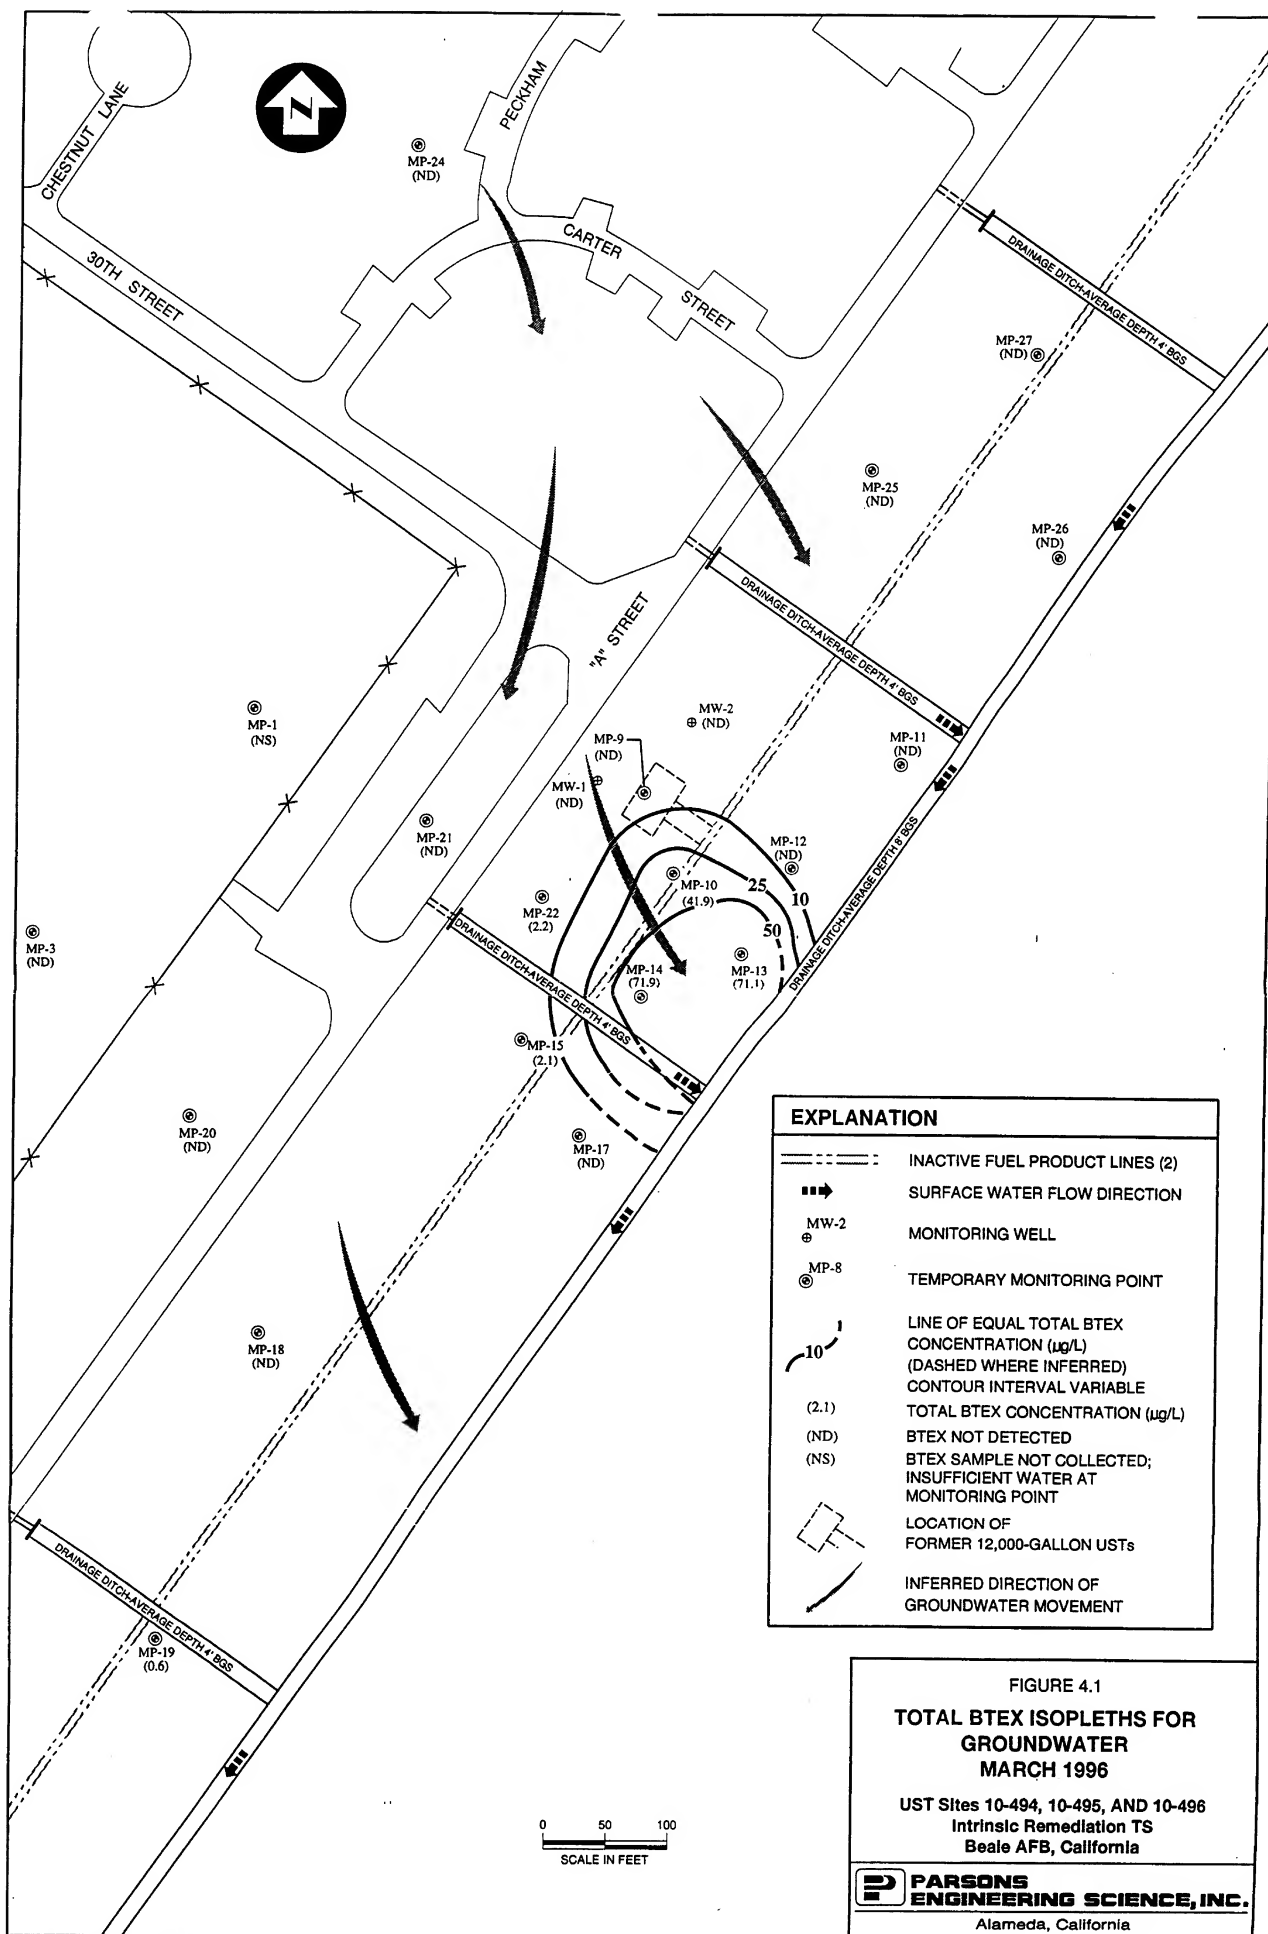 CHESTNUT LANE
N
PECKHAM
MP-24
(ND)
CARTER
STREET
30TH STREET
DRAINAGE DITCH-AVERAGE DEPTH 4' BGS
MP-27
(ND)
MP-25
(ND)
MP-26
(ND)
"A" STREET
DRAINAGE DITCH-AVERAGE DEPTH 4' BGS
MP-1
(NS)
MW-2
(ND)
MP-9
(ND)
MP-11
(ND)
MW-1
(ND)
MP-21
(ND)
MP-12
(ND)
DRAINAGE DITCH-AVERAGE DEPTH 8' BGS
MP-10
(41.9)
25
10
50
MP-22
(2.2)
MP-3
(ND)
DRAINAGE DITCH-AVERAGE DEPTH 4' BGS
MP-14
(71.9)
MP-13
(71.1)
MP-15
(2.1)
MP-20
(ND)
MP-17
(ND)
MP-18
(ND)
DRAINAGE DITCH-AVERAGE DEPTH 4' BGS
MP-19
(0.6)
EXPLANATION
INACTIVE FUEL PRODUCT LINES (2)
SURFACE WATER FLOW DIRECTION
MW-2
MONITORING WELL
MP-8
TEMPORARY MONITORING POINT
10
LINE OF EQUAL TOTAL BTEX
CONCENTRATION (µg/L)
(DASHED WHERE INFERRED)
CONTOUR INTERVAL VARIABLE
(2.1) TOTAL BTEX CONCENTRATION (µg/L)
(ND) BTEX NOT DETECTED
(NS) BTEX SAMPLE NOT COLLECTED;
INSUFFICIENT WATER AT
MONITORING POINT
LOCATION OF
FORMER 12,000-GALLON USTs
INFERRED DIRECTION OF
GROUNDWATER MOVEMENT
0 50 100
SCALE IN FEET
FIGURE 4.1
TOTAL BTEX ISOPLETHS FOR
GROUNDWATER
MARCH 1996
UST Sites 10-494, 10-495, AND 10-496
Intrinsic Remediation TS
Beale AFB, California
PARSONS
ENGINEERING SCIENCE, INC.
Alameda, California